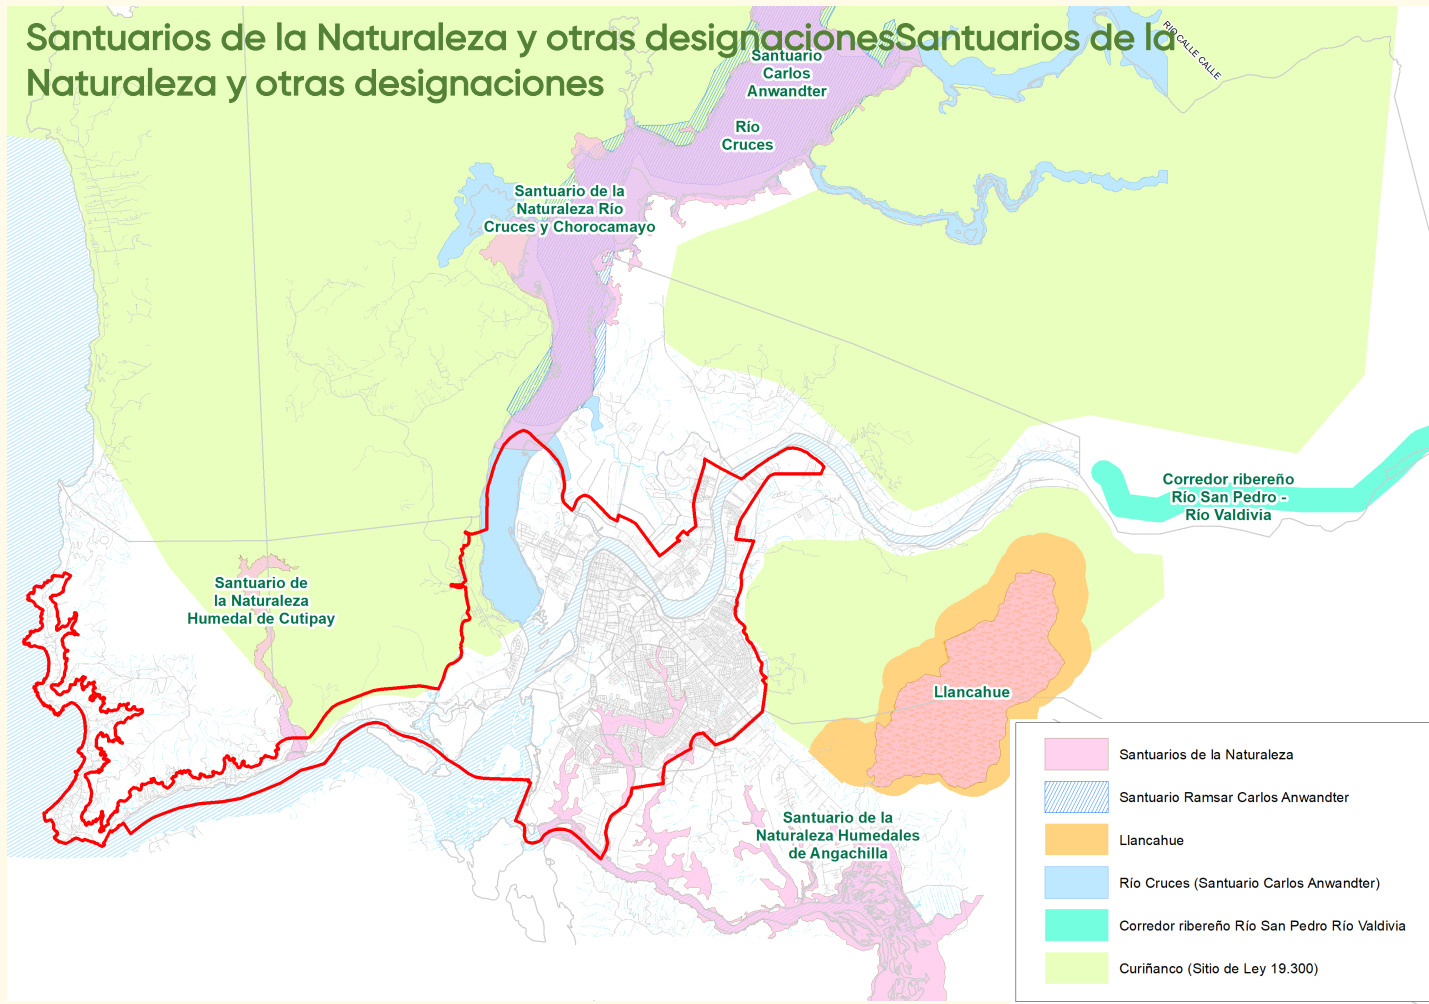 Santuarios de la Naturaleza y otras designacionesSantuarios de la
Naturaleza y otras designaciones
RIO CALLE CALLE
Santuario
Carlos
Anwandter
Río
Cruces
Santuario de la
Naturaleza Río
Cruces y Chorocamayo
Corredor ribereño
Río San Pedro -
Río Valdivia
Santuario de
la Naturaleza
Humedal de Cutipay
Llancahue
Santuario de la
Naturaleza Humedales
de Angachilla
Santuarios de la Naturaleza
Santuario Ramsar Carlos Anwandter
Llancahue
Río Cruces (Santuario Carlos Anwandter)
Corredor ribereño Río San Pedro Río Valdivia
Curiñanco (Sitio de Ley 19.300)